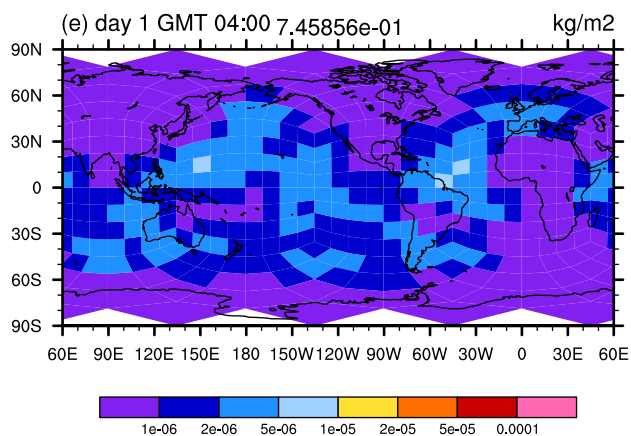 (e) day 1 GMT 04:00 7.45856e-01 kg/m2
90N
60N
30N
0
30S
60S
90S
60E 90E 120E 150E 180 150W 120W 90W 60W 30W 0 30E 60E
1e-06 2e-06 5e-06 1e-05 2e-05 5e-05 0.0001